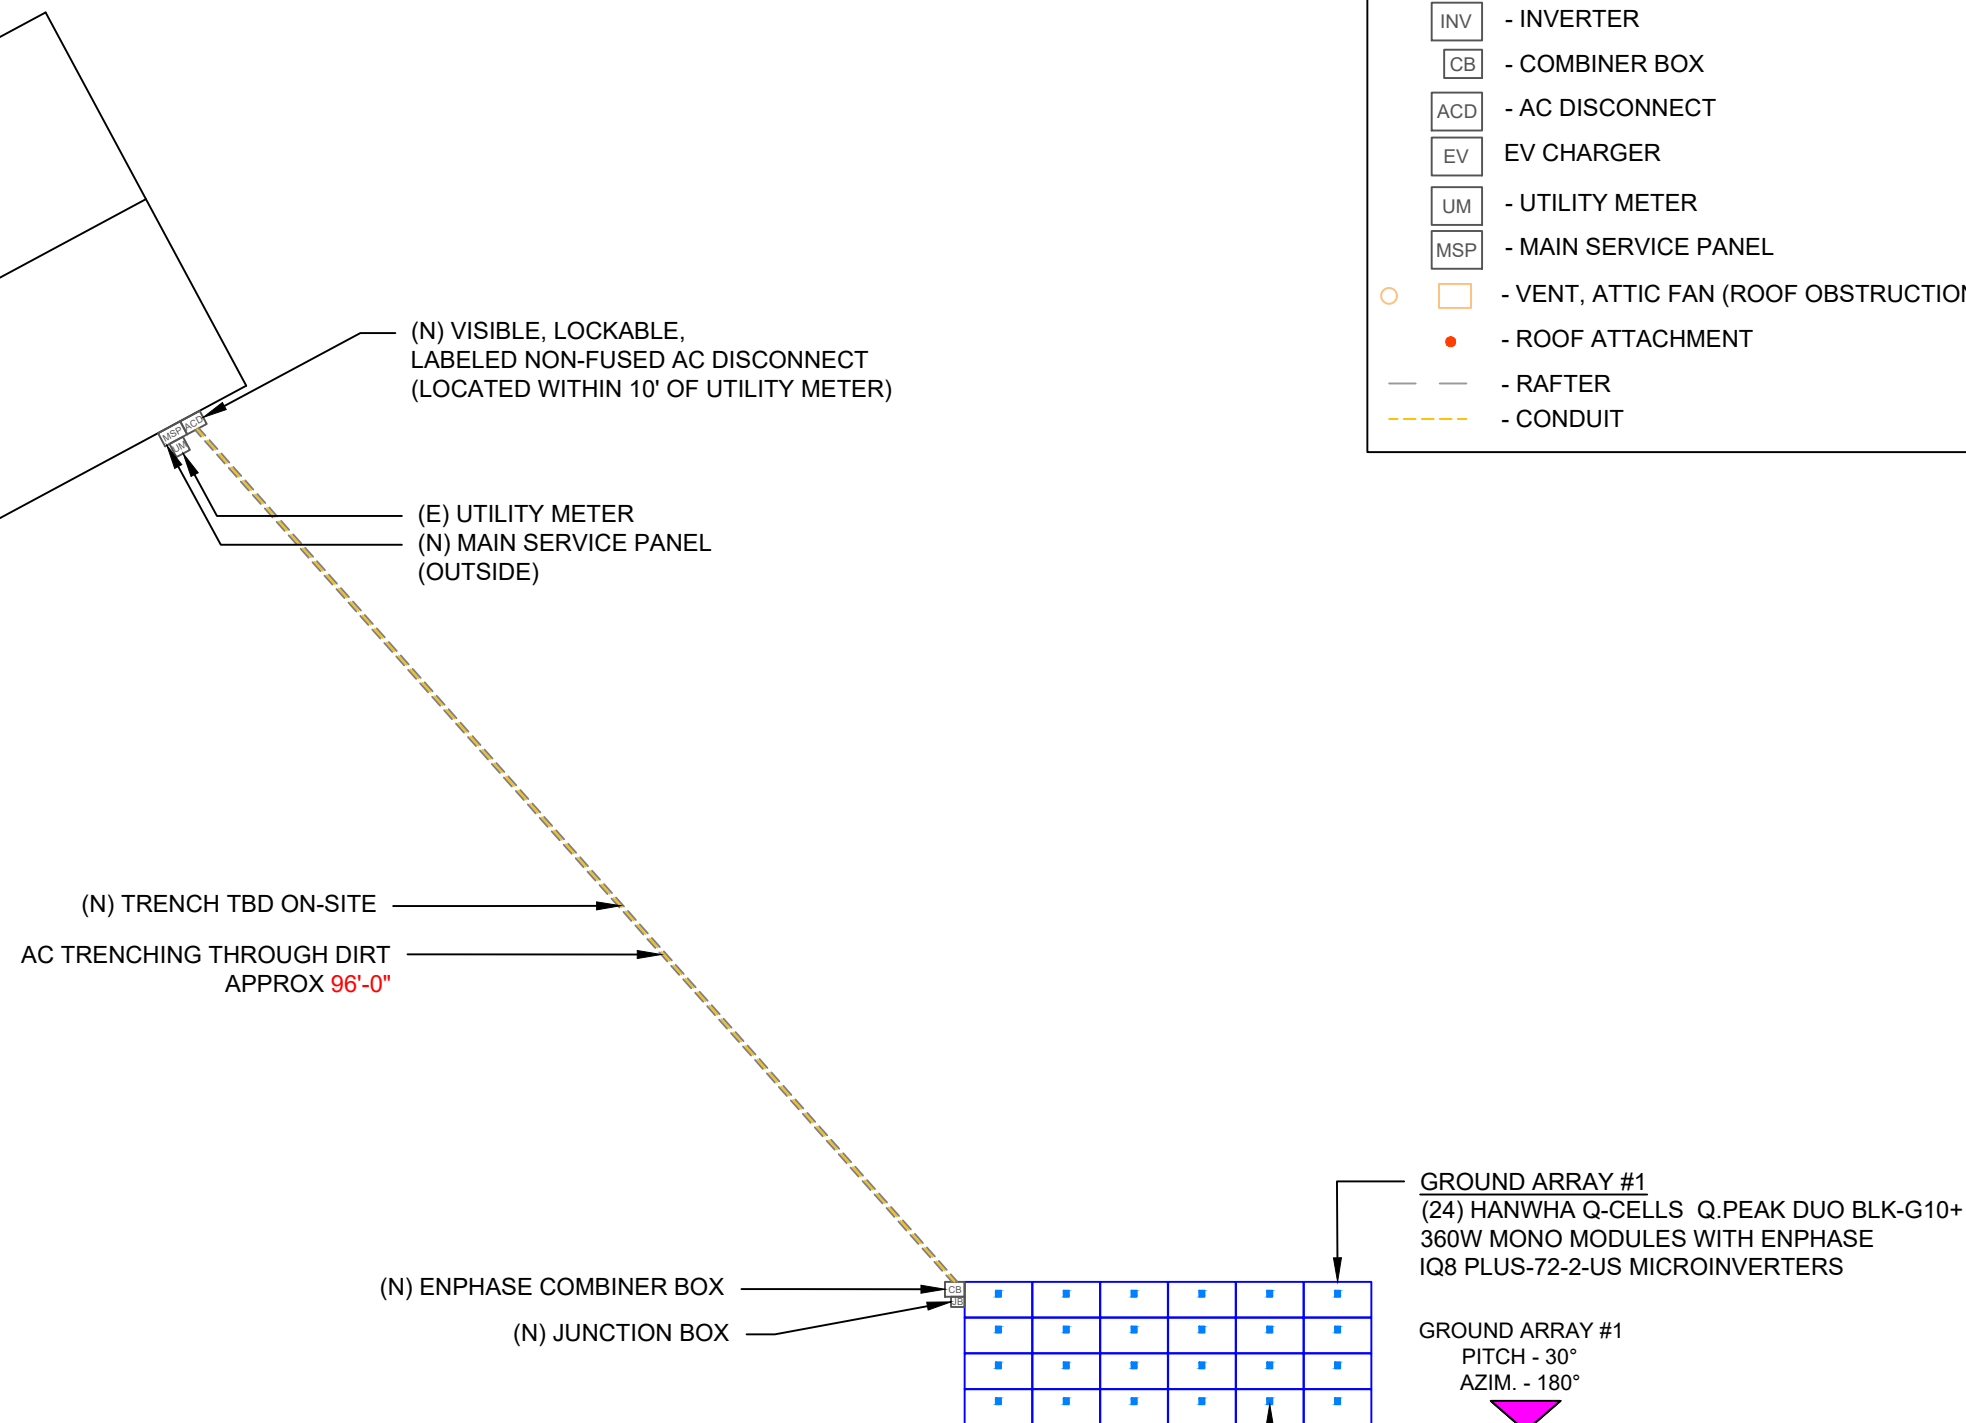 INV - INVERTER
CB - COMBINER BOX
ACD - AC DISCONNECT
EV EV CHARGER
UM - UTILITY METER
MSP - MAIN SERVICE PANEL
- VENT, ATTIC FAN (ROOF OBSTRUCTION
- ROOF ATTACHMENT
- RAFTER
- CONDUIT
(N) VISIBLE, LOCKABLE,
LABELED NON-FUSED AC DISCONNECT
(LOCATED WITHIN 10' OF UTILITY METER)
MSP
ACD
UM
(E) UTILITY METER
(N) MAIN SERVICE PANEL
(OUTSIDE)
(N) TRENCH TBD ON-SITE
AC TRENCHING THROUGH DIRT
APPROX 96'-0"
GROUND ARRAY #1
(24) HANWHA Q-CELLS Q.PEAK DUO BLK-G10+
360W MONO MODULES WITH ENPHASE
IQ8 PLUS-72-2-US MICROINVERTERS
(N) ENPHASE COMBINER BOX
CB
JB
(N) JUNCTION BOX
GROUND ARRAY #1
PITCH - 30°
AZIM. - 180°